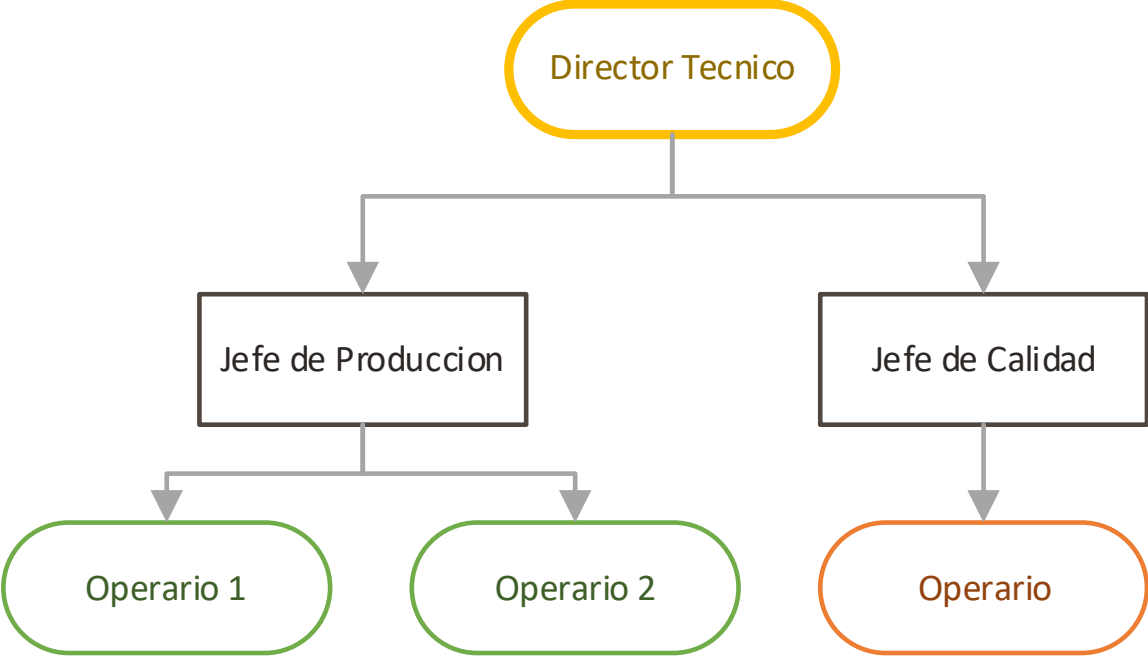 Director Tecnico
Jefe de Produccion
Jefe de Calidad
Operario 1
Operario 2
Operario